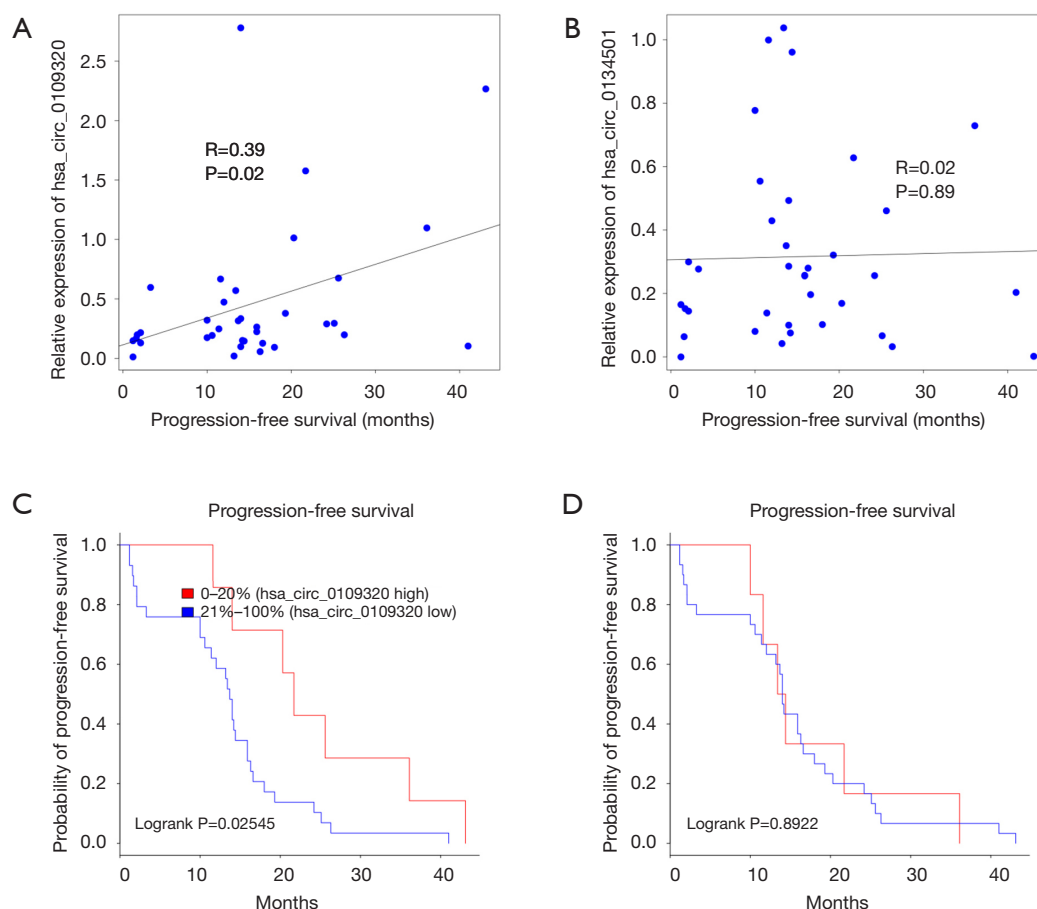 A
Relative expression of hsa_circ_0109320
2.5
2.0
1.5
1.0
0.5
0.0
R=0.39
P=0.02
0 10 20 30 40
Progression-free survival (months)
B
Relative expression of hsa_circ_0134501
1.0
0.8
0.6
0.4
0.2
0.0
R=0.02
P=0.89
0 10 20 30 40
Progression-free survival (months)
C
Progression-free survival
Probability of progression-free survival
1.0
0.8
0.6
0.4
0.2
0.0
0–20% (hsa_circ_0109320 high)
21%–100% (hsa_circ_0109320 low)
Logrank P=0.02545
0 10 20 30 40
Months
D
Progression-free survival
Probability of progression-free survival
1.0
0.8
0.6
0.4
0.2
0.0
Logrank P=0.8922
0 10 20 30 40
Months